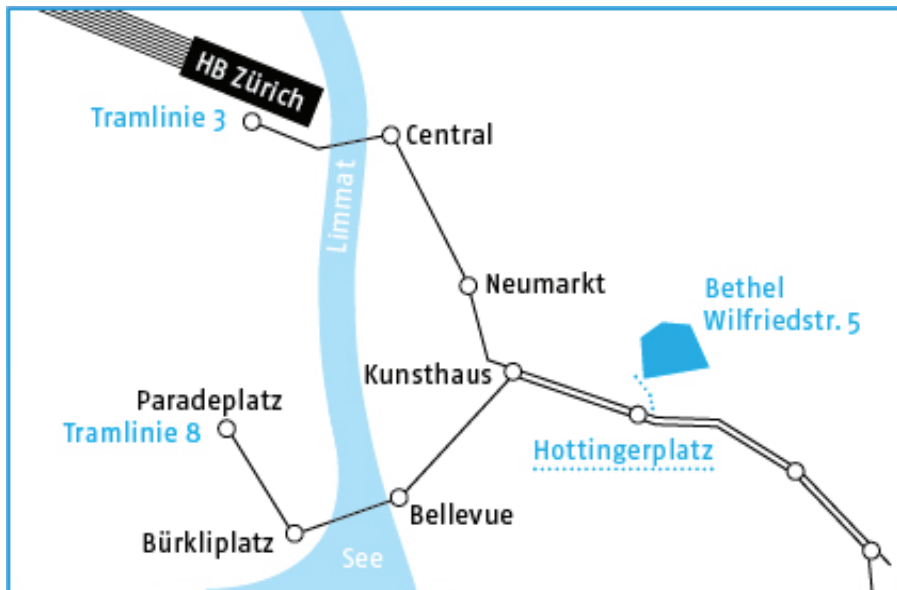 HB Zürich
Tramlinie 3
Central
Limmat
Neumarkt
Bethel
Wilfriedstr. 5
Kunsthaus
Paradeplatz
Tramlinie 8
Hottingerplatz
Bellevue
Bürkliplatz
See